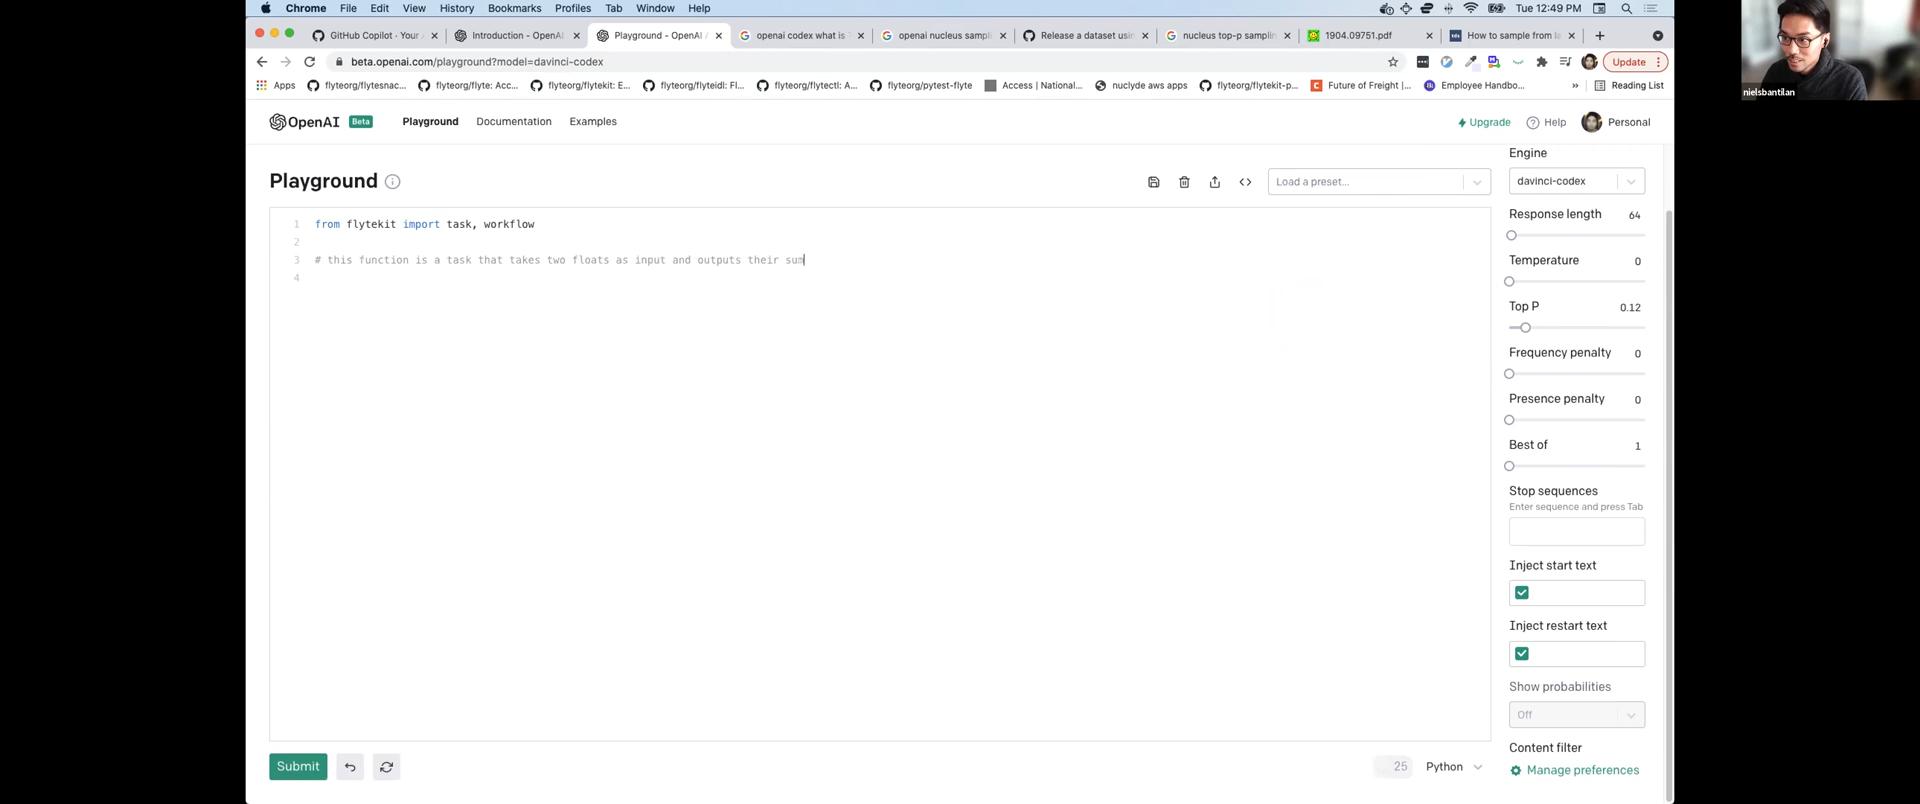 Chrome File Edit View History Bookmarks Profiles Tab Window Help Tue 12:49 PM
GitHub Copilot · Your Introduction - OpenAI Playground - OpenAI openai codex what is openai nucleus sampli Release a dataset usin nucleus top-p samplin 1904.09751.pdf How to sample from la
beta.openai.com/playground?model=davinci-codex Update
Apps flyteorg/flytesnac... flyteorg/flyte: Acc... flyteorg/flytekit: E... flyteorg/flyteidl: Fl... flyteorg/flytectl: A... flyteorg/pytest-flyte Access | National... nuclyde aws apps flyteorg/flytekit-p... Future of Freight |... Employee Handbo... » Reading List
nielsbantilan
OpenAI Beta Playground Documentation Examples Upgrade Help Personal
Playground Load a preset...
1 from flytekit import task, workflow
2
3 # this function is a task that takes two floats as input and outputs their sum
4
Engine
davinci-codex
Response length 64
Temperature 0
Top P 0.12
Frequency penalty 0
Presence penalty 0
Best of 1
Stop sequences
Enter sequence and press Tab
Inject start text
Inject restart text
Show probabilities
Off
Content filter
Manage preferences
Submit 25 Python